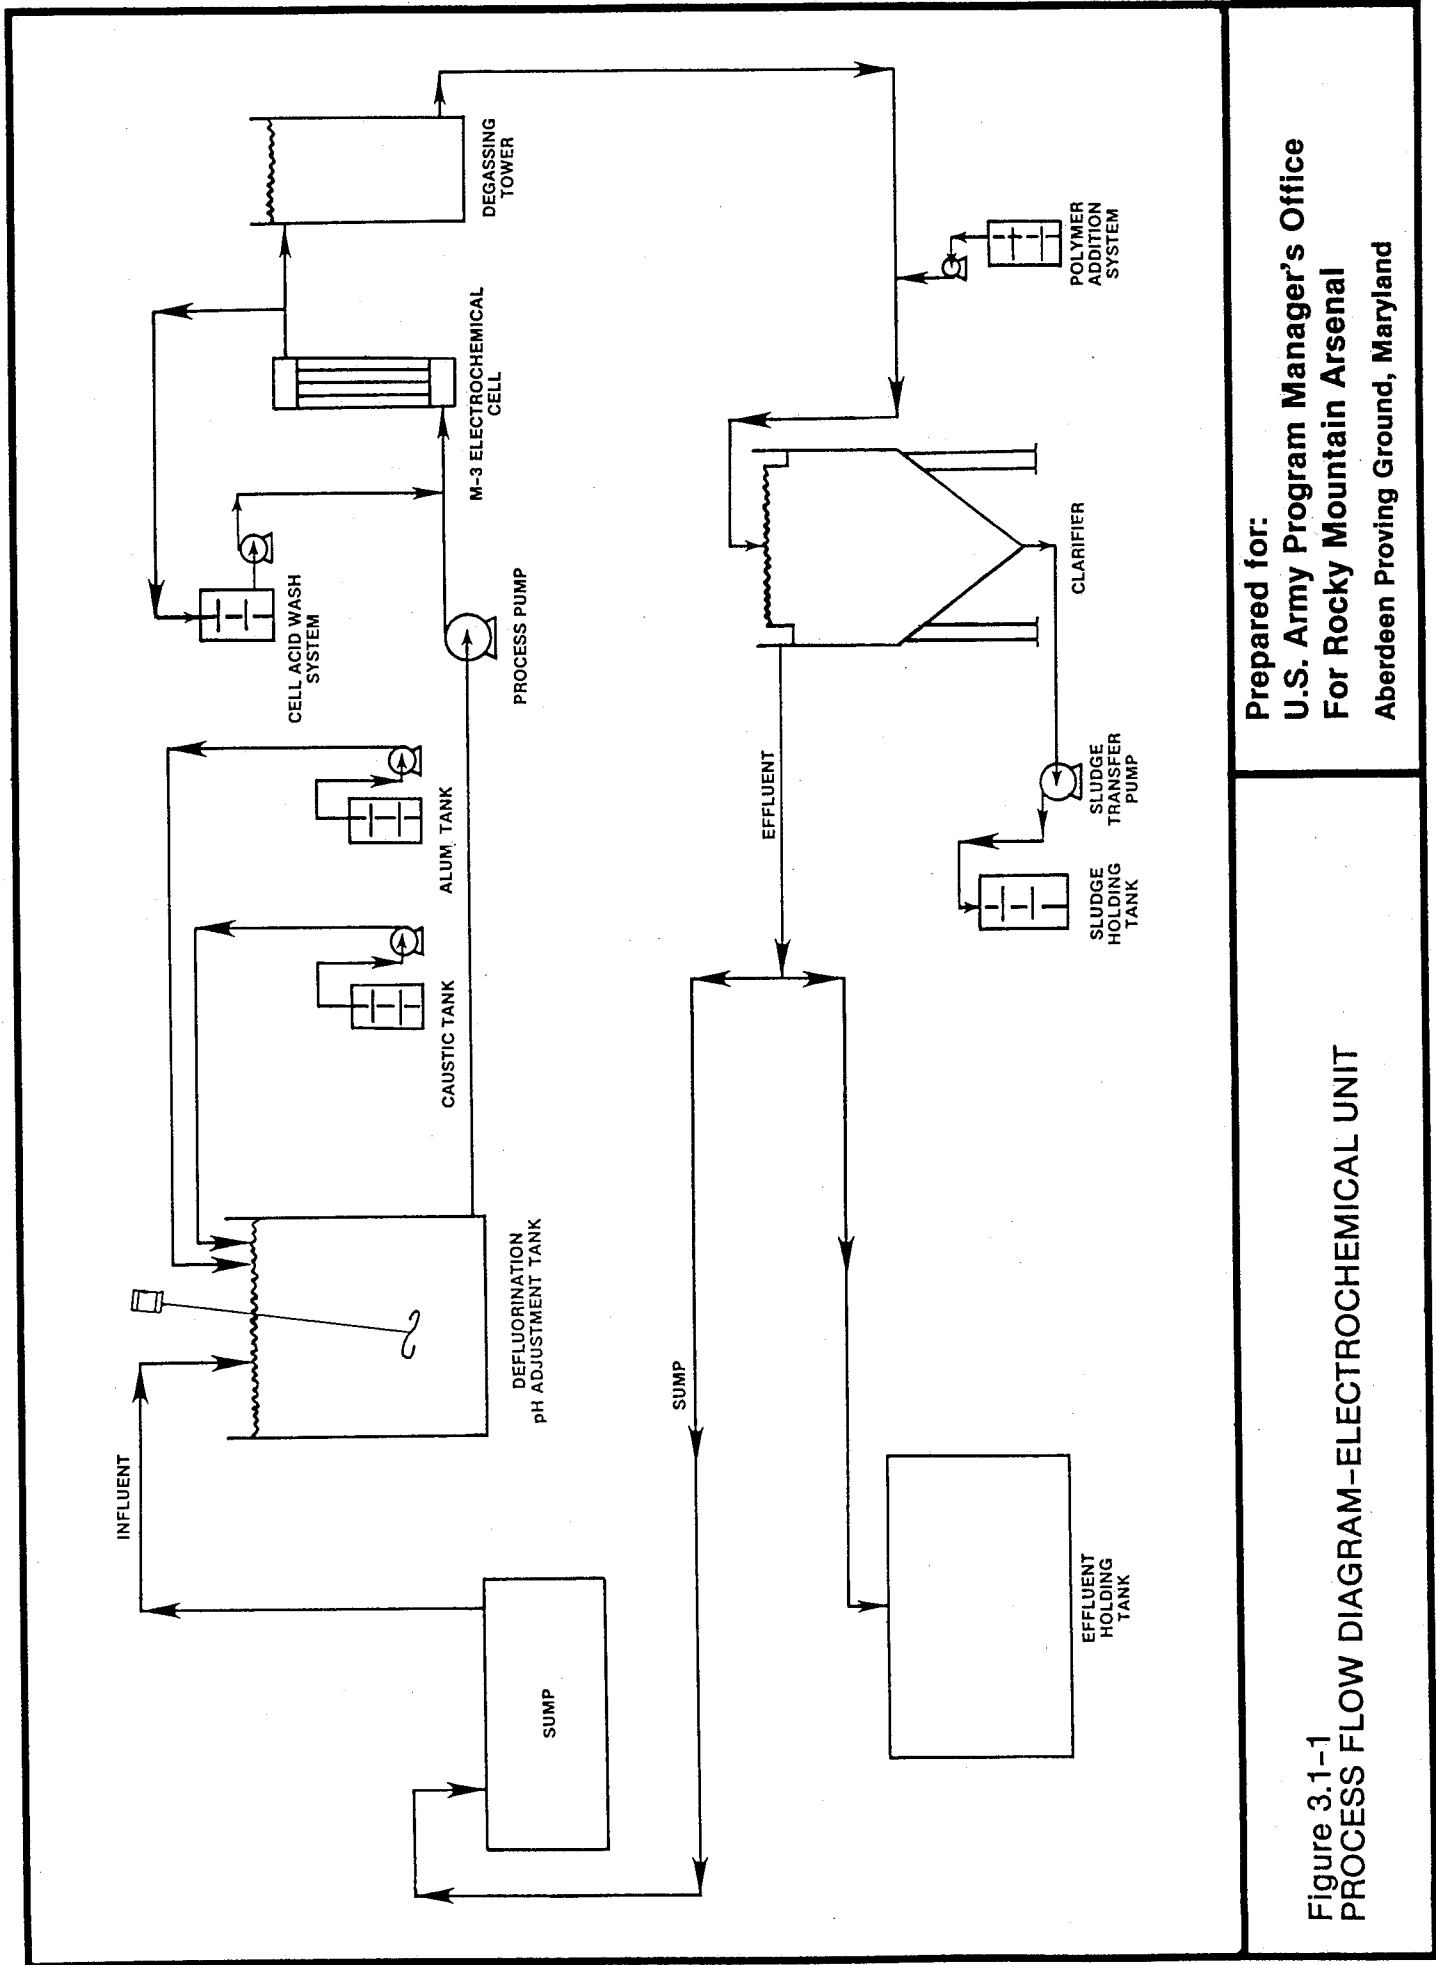 INFLUENT
SUMP
DEFLUORINATION
pH ADJUSTMENT TANK
CAUSTIC TANK
ALUM TANK
CELL ACID WASH
SYSTEM
PROCESS PUMP
M-3 ELECTROCHEMICAL
CELL
DEGASSING
TOWER
SUMP
EFFLUENT
EFFLUENT
HOLDING
TANK
SLUDGE
HOLDING
TANK
SLUDGE
TRANSFER
PUMP
CLARIFIER
POLYMER
ADDITION
SYSTEM
Figure 3.1-1
PROCESS FLOW DIAGRAM-ELECTROCHEMICAL UNIT
Prepared for:
U.S. Army Program Manager's Office
For Rocky Mountain Arsenal
Aberdeen Proving Ground, Maryland